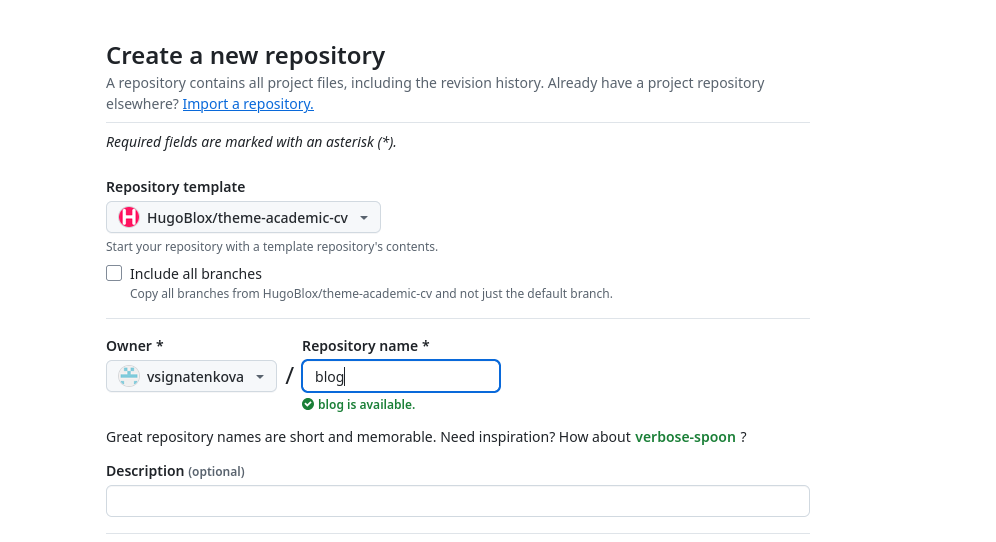 Create a new repository
A repository contains all project files, including the revision history. Already have a project repository
elsewhere? Import a repository.
Required fields are marked with an asterisk (*).
Repository template
HugoBlox/theme-academic-cv
Start your repository with a template repository's contents.
Include all branches
Copy all branches from HugoBlox/theme-academic-cv and not just the default branch.
Owner * Repository name *
vsignatenkova / blog
blog is available.
Great repository names are short and memorable. Need inspiration? How about verbose-spoon ?
Description (optional)